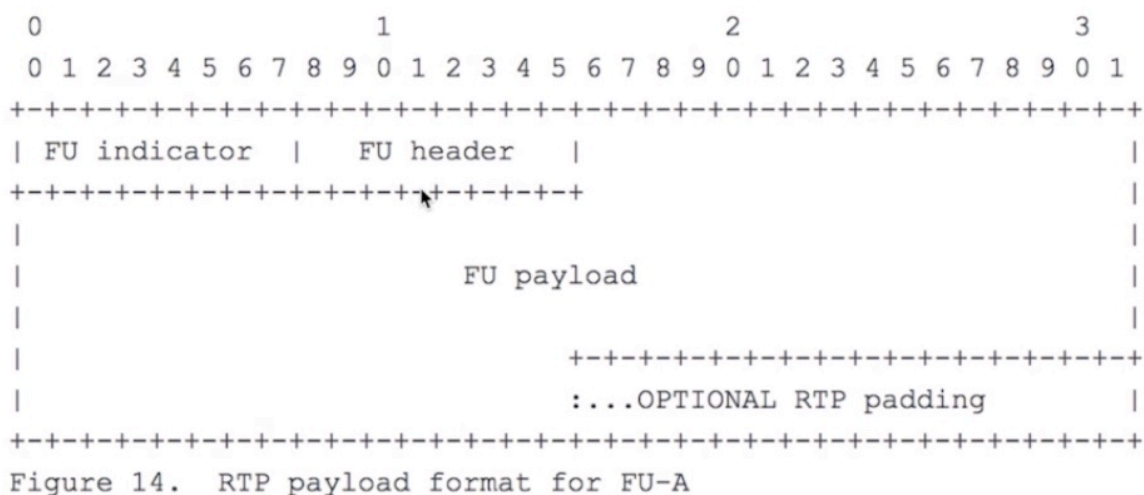 0                   1                   2                   3
0 1 2 3 4 5 6 7 8 9 0 1 2 3 4 5 6 7 8 9 0 1 2 3 4 5 6 7 8 9 0 1
+-+-+-+-+-+-+-+-+-+-+-+-+-+-+-+-+-+-+-+-+-+-+-+-+-+-+-+-+-+-+-+-+
| FU indicator  |   FU header   |                               |
+-+-+-+-+-+-+-+-+-+-+-+-+-+-+-+-+                               |
|                                                               |
|                         FU payload                            |
|                                                               |
|                               +-+-+-+-+-+-+-+-+-+-+-+-+-+-+-+-+
|                               :...OPTIONAL RTP padding        |
+-+-+-+-+-+-+-+-+-+-+-+-+-+-+-+-+-+-+-+-+-+-+-+-+-+-+-+-+-+-+-+-+
Figure 14.  RTP payload format for FU-A